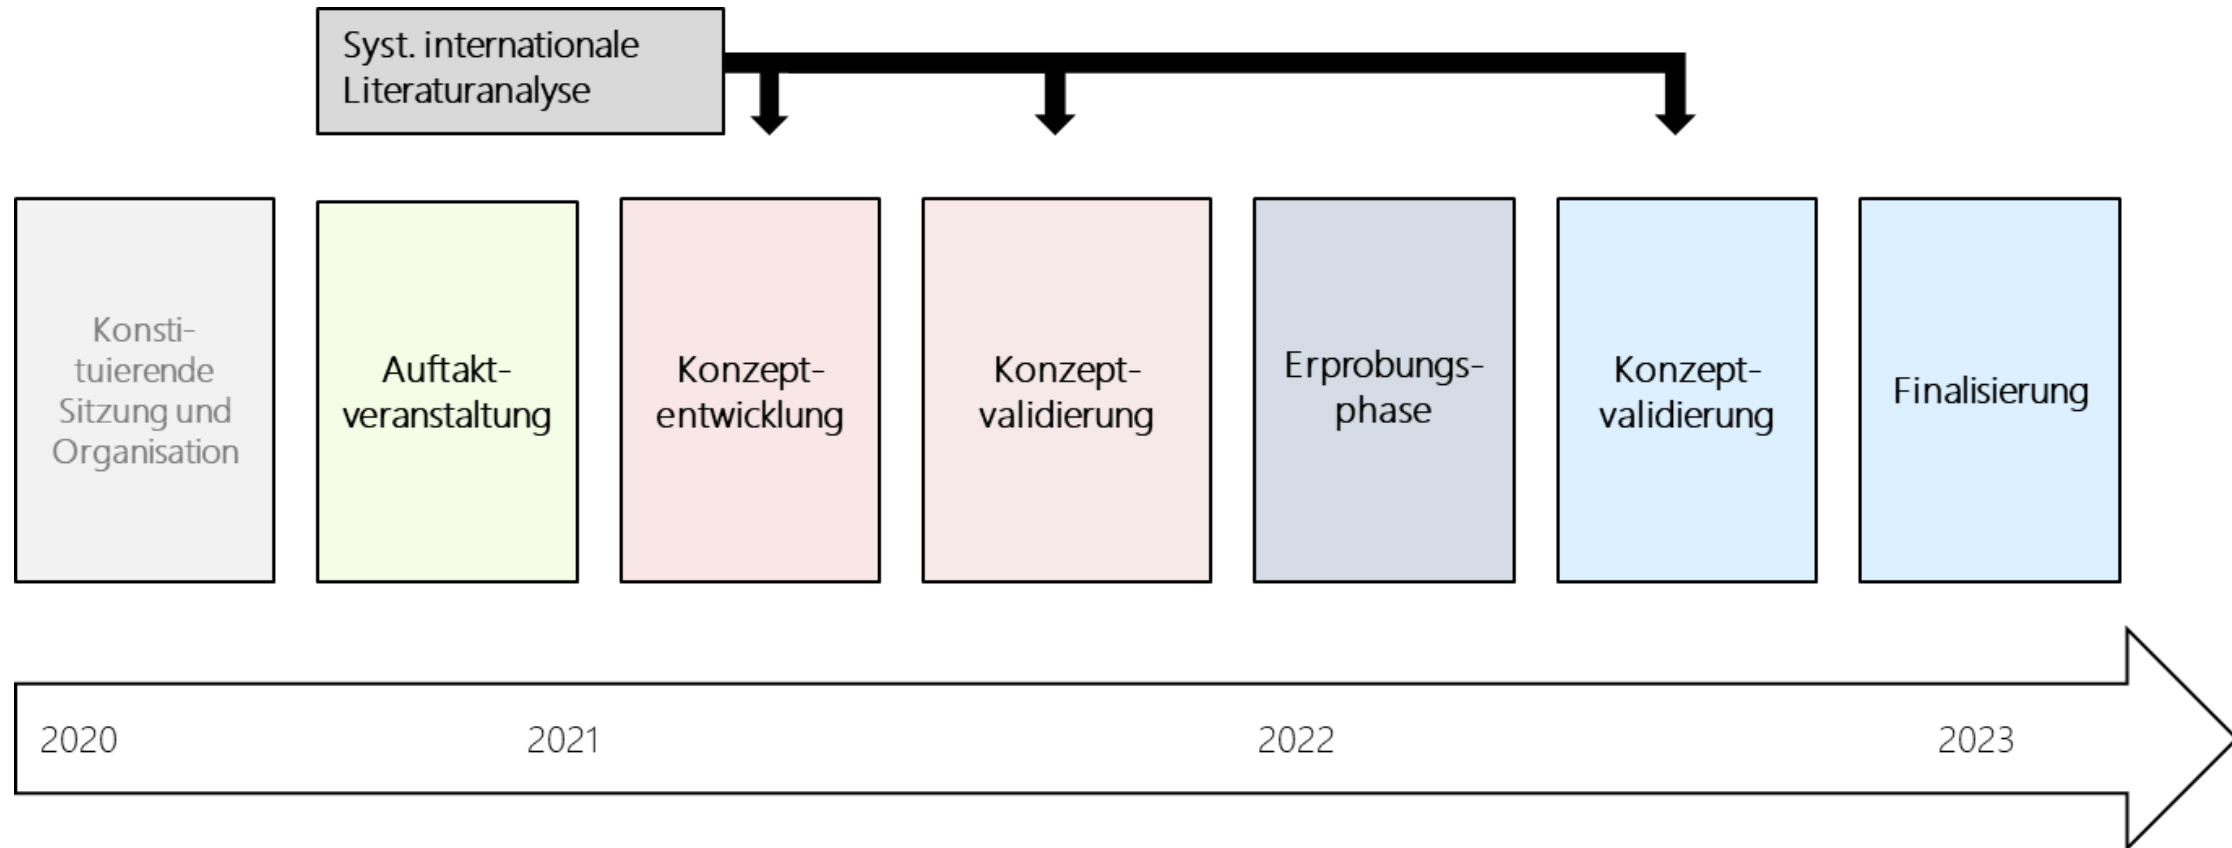 Syst. internationale
Literaturanalyse
Konsti-
tuierende
Sitzung und
Organisation
Auftakt-
veranstaltung
Konzept-
entwicklung
Konzept-
validierung
Erprobungs-
phase
Konzept-
validierung
Finalisierung
2020
2021
2022
2023